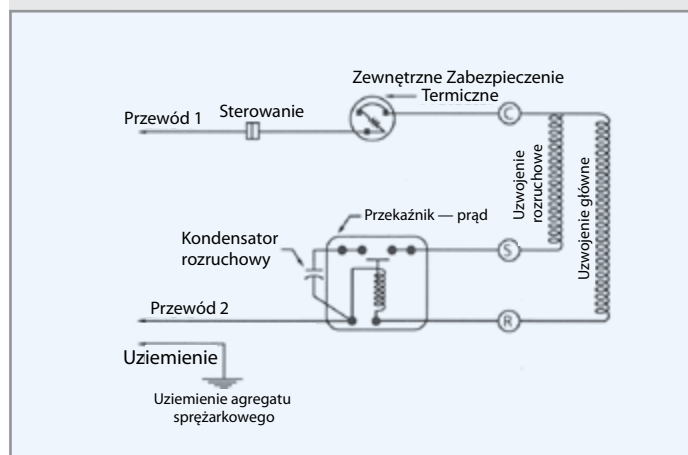 Zewnętrzne Zabezpieczenie
Termiczne
Przewód 1
Sterowanie
C
Uzwojenie
rozruchowe
Uzwojenie główne
Przekaźnik — prąd
Kondensator
rozruchowy
S
Przewód 2
R
Uziemienie
Uziemienie agregatu
sprężarkowego